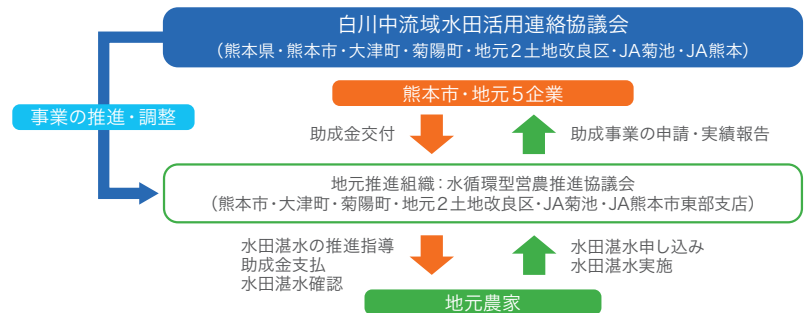 白川中流域水田活用連絡協議会
（熊本県・熊本市・大津町・菊陽町・地元２土地改良区・JA菊池・JA熊本）
熊本市・地元５企業
事業の推進・調整
助成金交付
助成事業の申請・実績報告
地元推進組織：水循環型営農推進協議会
（熊本市・大津町・菊陽町・地元２土地改良区・JA菊池・JA熊本市東部支店）
水田湛水の推進指導
助成金支払
水田湛水確認
水田湛水申し込み
水田湛水実施
地元農家